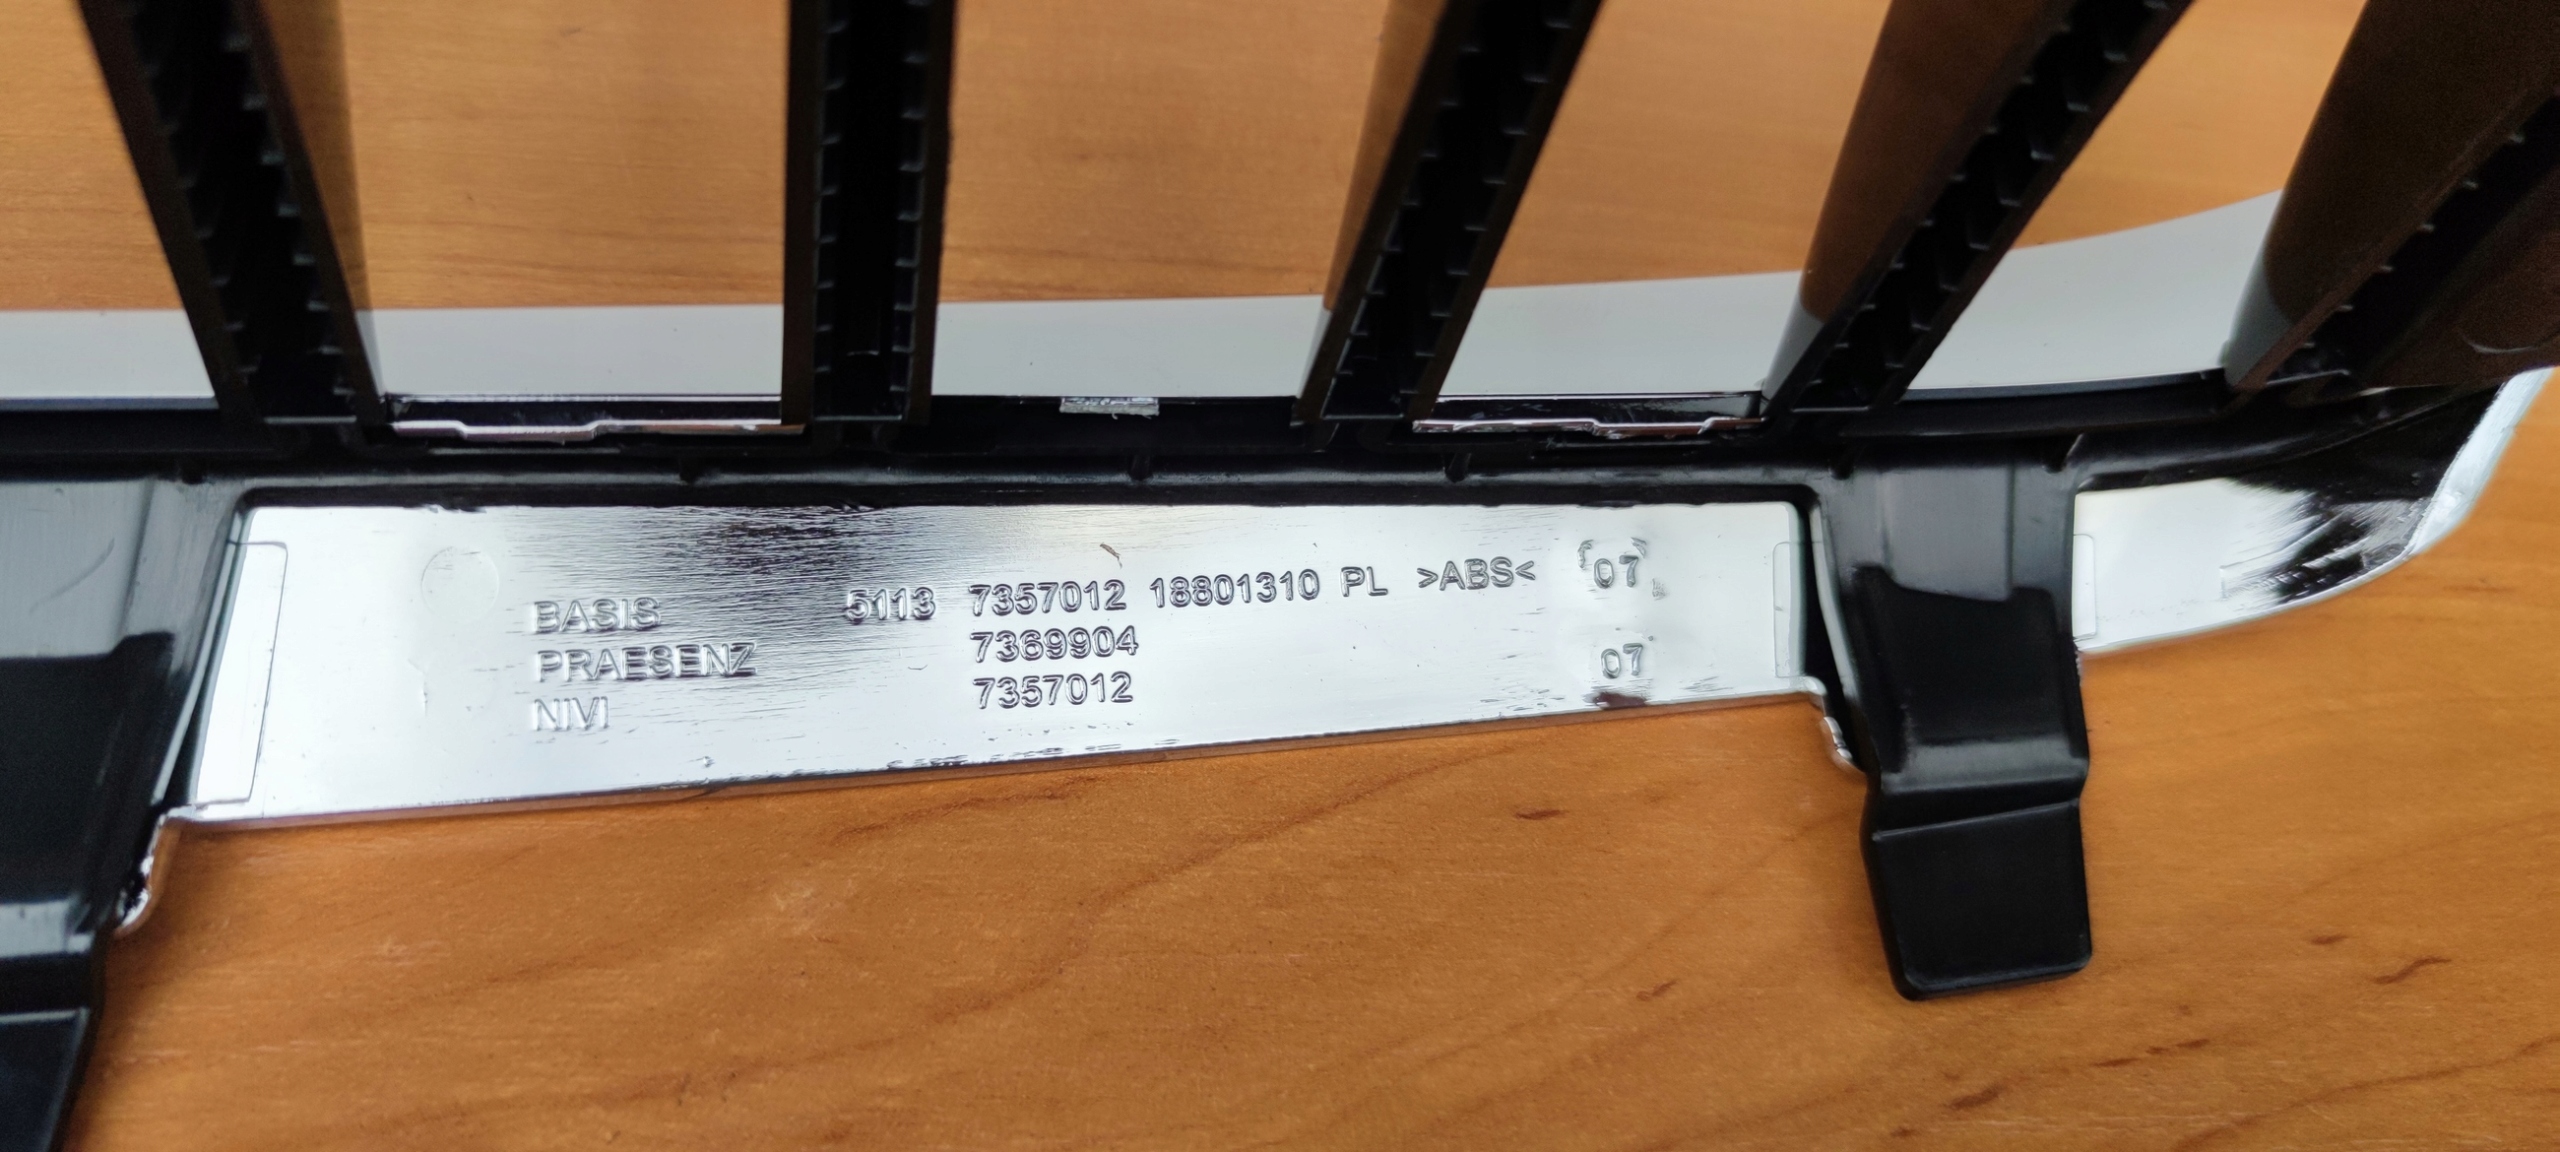 BASIS 5113 7357012 18801310 PL >ABS< 07
PRAESENZ 7369904
NIVI 7357012 07